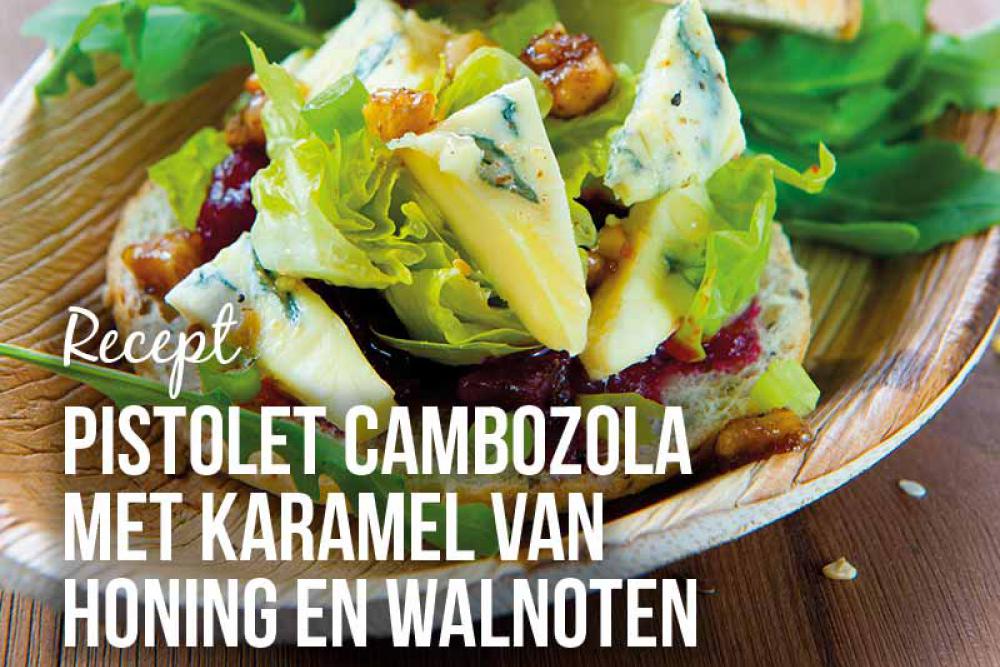 Recept
PISTOLET CAMBOZOLA
MET KARAMEL VAN
HONING EN WALNOTEN